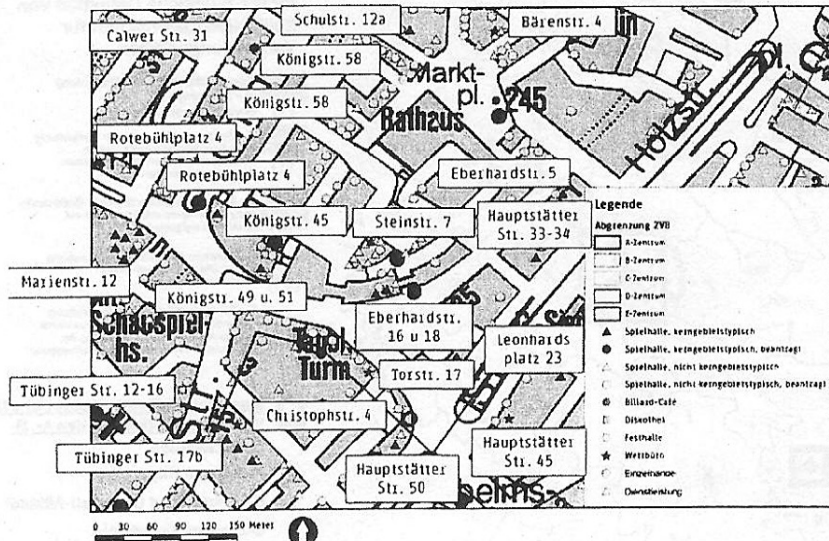 Schulstr. 12a
Bärenstr. 4
Calwer Str. 31
Königstr. 58
Markt-
pl.
245
Königstr. 58
Rathaus
Holzstr.
Rotebühlplatz 4
Rotebühlplatz 4
Eberhardstr. 5
Königstr. 45
Steinstr. 7
Hauptstätter
Str. 33-34
Marienstr. 12
Königstr. 49 u. 51
Schauspiel-
hs.
Eberhardstr.
16 u 18
Leonhards
platz 23
Turm
Torstr. 17
Tübinger Str. 12-16
Str.
Christophstr. 4
Tübinger Str. 17b
Hauptstätter
Str. 50
Hauptstätter
Str. 45
helms-
Legende
Abgrenzung ZVB
A-Zentrum
B-Zentrum
C-Zentrum
D-Zentrum
E-Zentrum
Spielhalle, kerngebietstypisch
Spielhalle, kerngebietstypisch, beantragt
Spielhalle, nicht kerngebietstypisch
Spielhalle, nicht kerngebietstypisch, beantragt
Billard-Café
Diskothek
Festhalle
Wettbüro
Einzelhandel
Dienstleistung
0 30 60 90 120 150 Meter